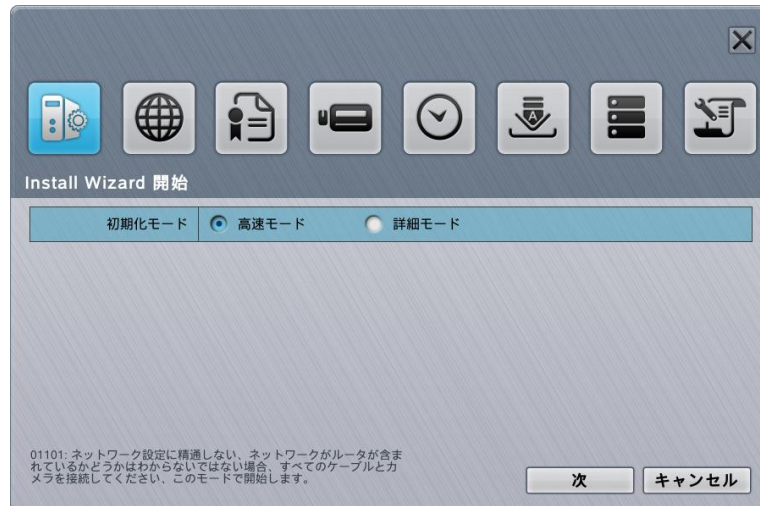 Install Wizard 開始
初期化モード 高速モード 詳細モード
01101: ネットワーク設定に精通しない、ネットワークがルータが含ま
れているかどうかはわからないではない場合、すべてのケーブルとカ
メラを接続してください、このモードで開始します。
次 キャンセル